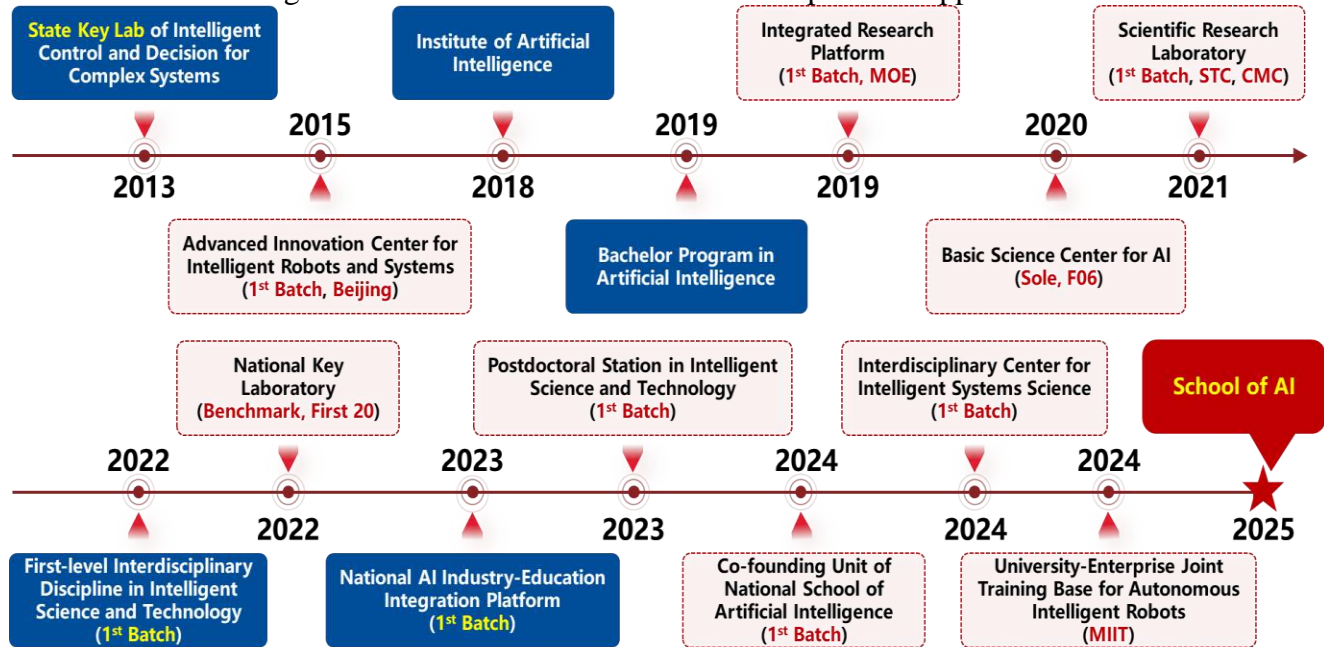 State Key Lab of Intelligent
Control and Decision for
Complex Systems
Institute of Artificial
Intelligence
Integrated Research
Platform
(1st Batch, MOE)
Scientific Research
Laboratory
(1st Batch, STC, CMC)
2015
2019
2020
2013
2018
2019
2021
Advanced Innovation Center for
Intelligent Robots and Systems
(1st Batch, Beijing)
Bachelor Program in
Artificial Intelligence
Basic Science Center for AI
(Sole, F06)
National Key
Laboratory
(Benchmark, First 20)
Postdoctoral Station in Intelligent
Science and Technology
(1st Batch)
Interdisciplinary Center for
Intelligent Systems Science
(1st Batch)
School of AI
2022
2023
2024
2024
2022
2023
2024
2025
First-level Interdisciplinary
Discipline in Intelligent
Science and Technology
(1st Batch)
National AI Industry-Education
Integration Platform
(1st Batch)
Co-founding Unit of
National School of
Artificial Intelligence
(1st Batch)
University-Enterprise Joint
Training Base for Autonomous
Intelligent Robots
(MIIT)